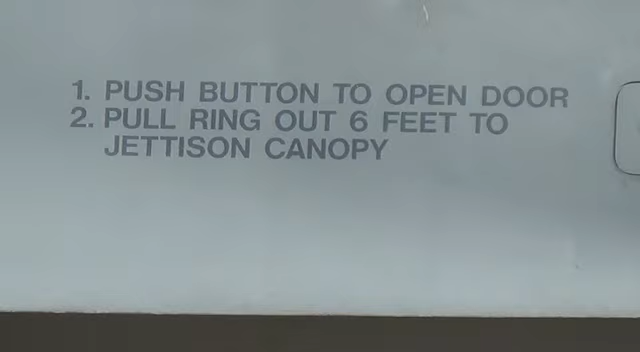 1. PUSH BUTTON TO OPEN DOOR
2. PULL RING OUT 6 FEET TO
JETTISON CANOPY